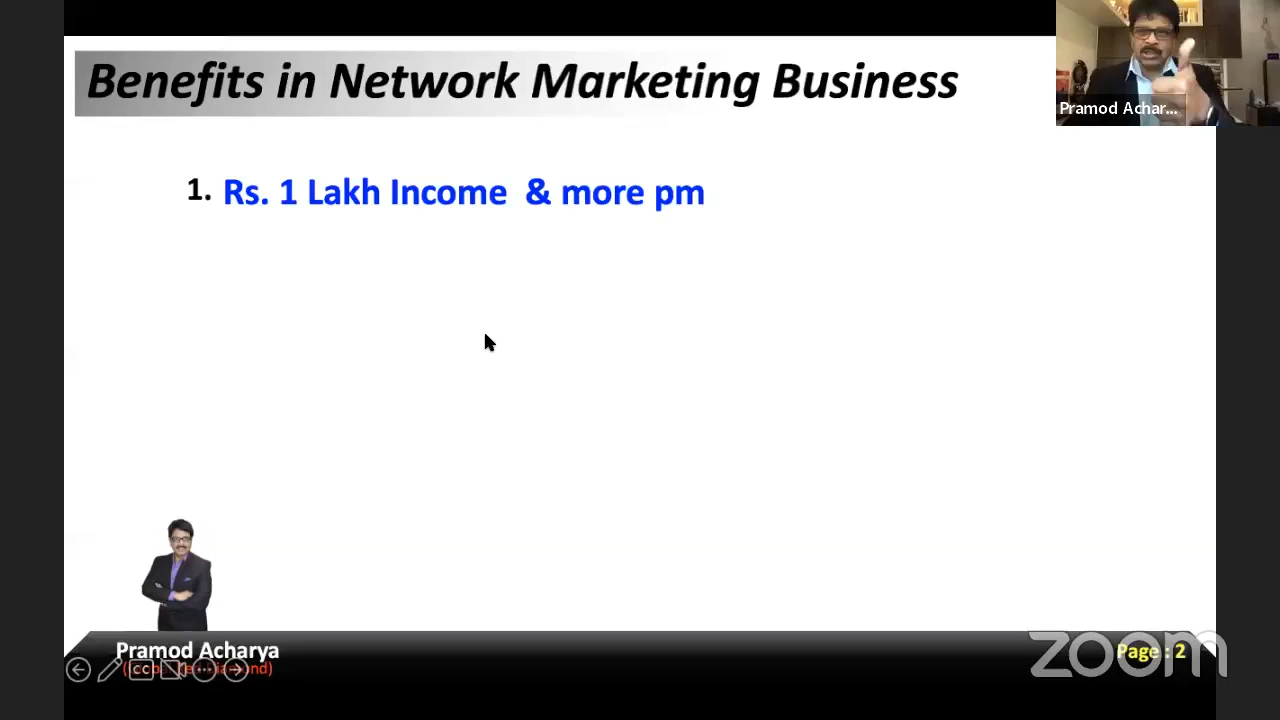 Benefits in Network Marketing Business
Pramod Achar...
1. Rs. 1 Lakh Income & more pm
Pramod Acharya
Page : 2
zoom